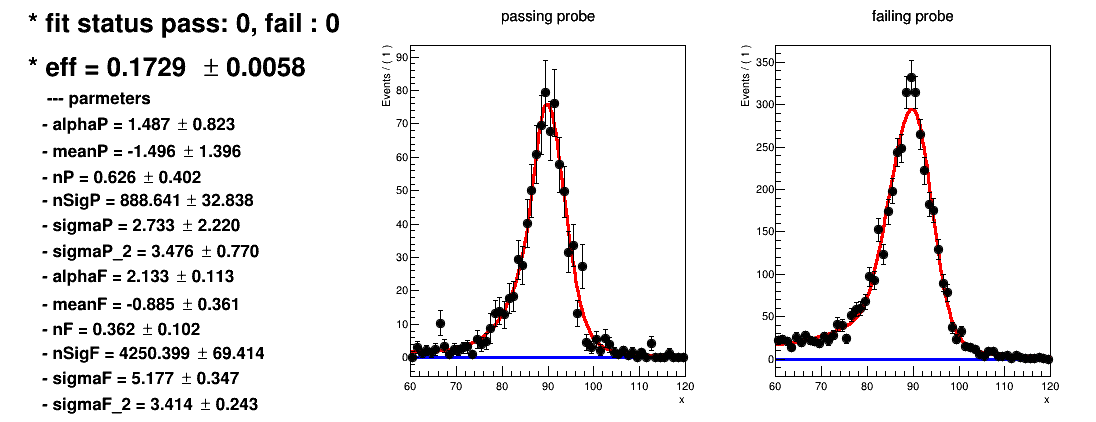 * fit status pass: 0, fail : 0
* eff = 0.1729 ± 0.0058
--- parmeters
- alphaP = 1.487 ± 0.823
- meanP = -1.496 ± 1.396
- nP = 0.626 ± 0.402
- nSigP = 888.641 ± 32.838
- sigmaP = 2.733 ± 2.220
- sigmaP_2 = 3.476 ± 0.770
- alphaF = 2.133 ± 0.113
- meanF = -0.885 ± 0.361
- nF = 0.362 ± 0.102
- nSigF = 4250.399 ± 69.414
- sigmaF = 5.177 ± 0.347
- sigmaF_2 = 3.414 ± 0.243
passing probe
Events / ( 1 )
90
80
70
60
50
40
30
20
10
0
60 70 80 90 100 110 120
x
failing probe
Events / ( 1 )
350
300
250
200
150
100
50
0
60 70 80 90 100 110 120
x